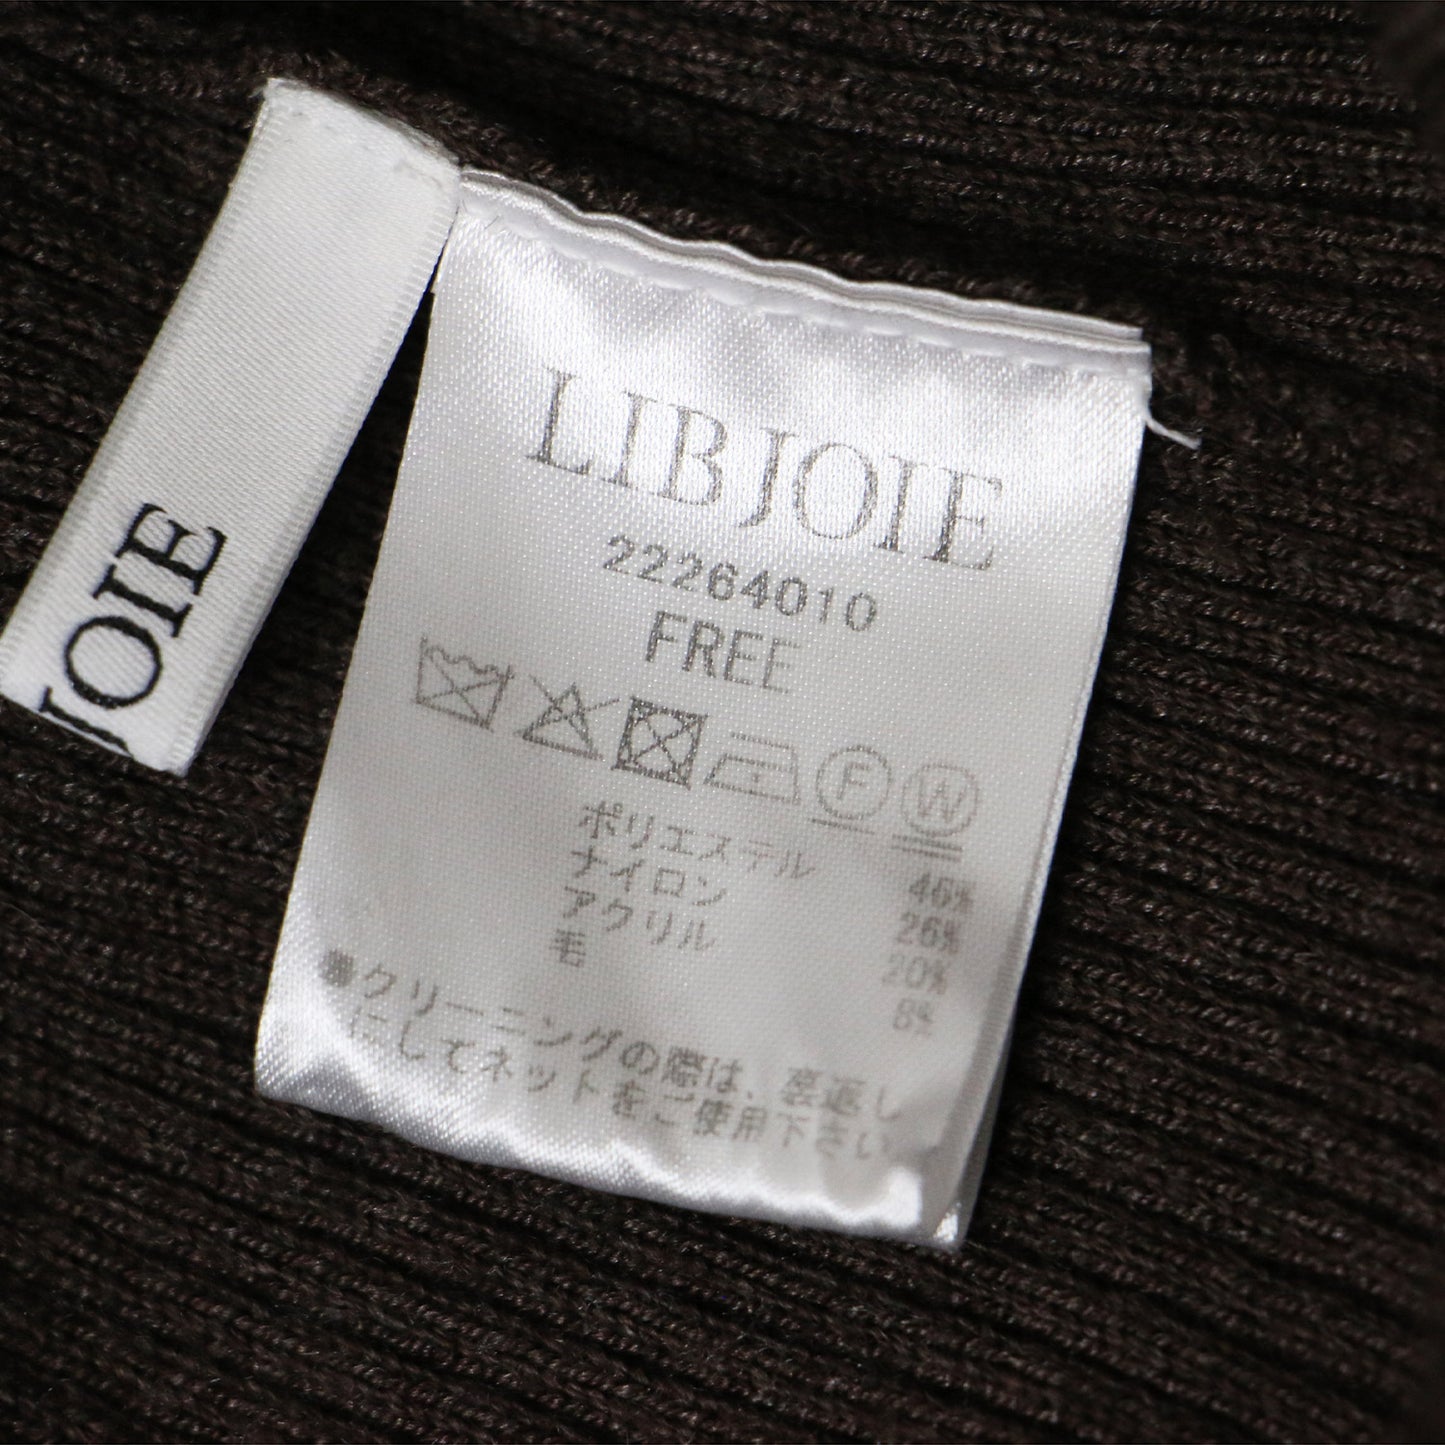 JOIE
LIB JOIE
22264010
FREE
F W
ポリエステル 46%
ナイロン 26%
アクリル 20%
毛 8%
●クリーニングの際は、裏返し
にしてネットをご使用下さい